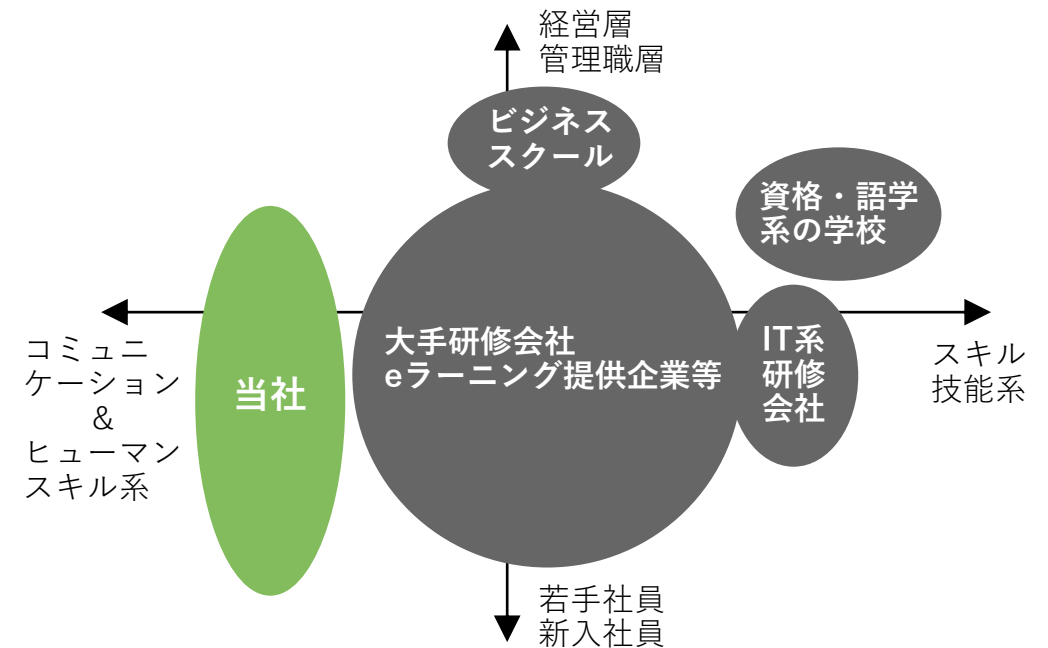 経営層
管理職層
ビジネス
スクール
資格・語学
系の学校
大手研修会社
eラーニング提供企業等
IT系
研修
会社
当社
コミュニ
ケーション
&
ヒューマン
スキル系
スキル
技能系
若手社員
新入社員